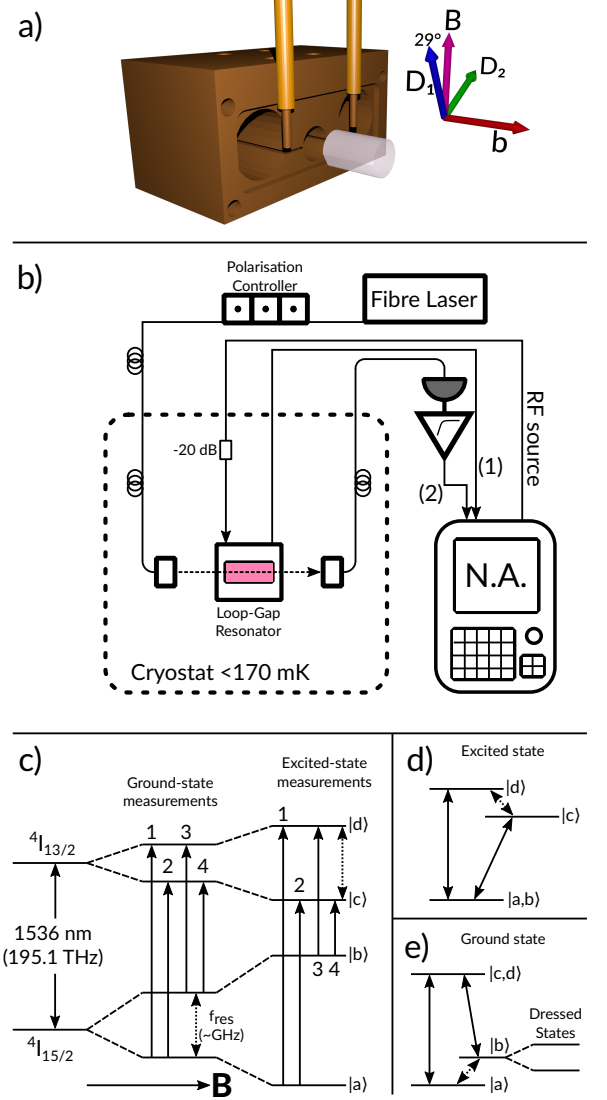 a)
29°
B
D₁
D₂
b
b)
Polarisation
Controller
Fibre Laser
-20 dB
RF source
(1)
(2)
N.A.
Loop-Gap
Resonator
Cryostat <170 mK
c)
Ground-state
measurements
Excited-state
measurements
1 3
2 4
1
2
3 4
|d⟩
|c⟩
|b⟩
|a⟩
⁴I₁₃/₂
1536 nm
(195.1 THz)
⁴I₁₅/₂
fres
(~GHz)
B
d)
Excited state
|d⟩
|c⟩
|a,b⟩
e)
Ground state
|c,d⟩
Dressed
States
|b⟩
|a⟩